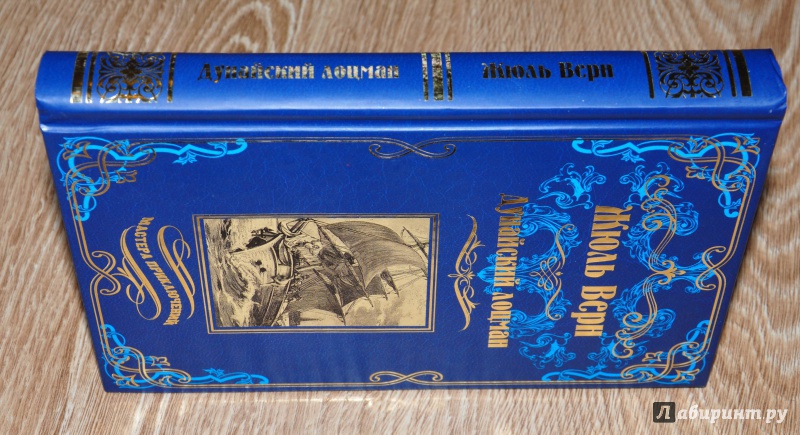 Дунайский лоцман
Жюль Верн
Жюль Верн
Дунайский лоцман
МАСТЕРА ПРИКЛЮЧЕНИЙ
Лабиринт.ру